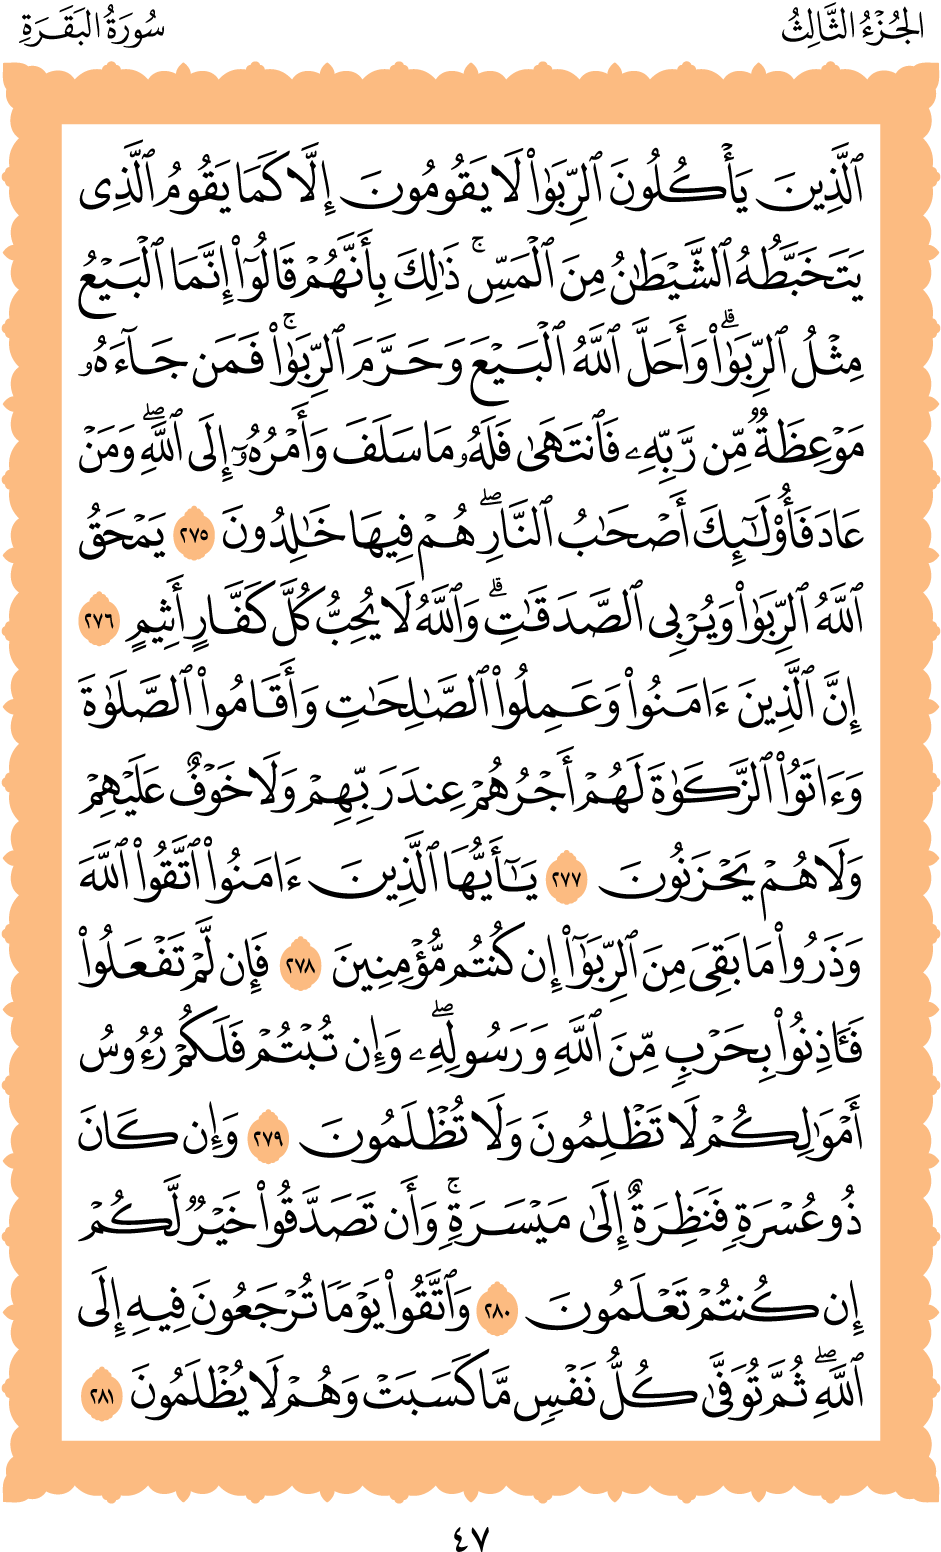 الجُزْءُ الثَّالِثُ
سُورَةُ البَقَرَةِ
ٱلَّذِينَ يَأۡكُلُونَ ٱلرِّبَوٰاْ لَا يَقُومُونَ إِلَّا كَمَا يَقُومُ ٱلَّذِي
يَتَخَبَّطُهُ ٱلشَّيۡطَٰنُ مِنَ ٱلۡمَسِّۚ ذَٰلِكَ بِأَنَّهُمۡ قَالُوٓاْ إِنَّمَا ٱلۡبَيۡعُ
مِثۡلُ ٱلرِّبَوٰاْۗ وَأَحَلَّ ٱللَّهُ ٱلۡبَيۡعَ وَحَرَّمَ ٱلرِّبَوٰاْۚ فَمَن جَآءَهُۥ
مَوۡعِظَةٞ مِّن رَّبِّهِۦ فَٱنتَهَىٰ فَلَهُۥ مَا سَلَفَ وَأَمۡرُهُۥٓ إِلَى ٱللَّهِۖ وَمَنۡ
عَادَ فَأُوْلَٰٓئِكَ أَصۡحَٰبُ ٱلنَّارِۖ هُمۡ فِيهَا خَٰلِدُونَ ٢٧٥ يَمۡحَقُ
ٱللَّهُ ٱلرِّبَوٰاْ وَيُرۡبِي ٱلصَّدَقَٰتِۗ وَٱللَّهُ لَا يُحِبُّ كُلَّ كَفَّارٍ أَثِيمٍ ٢٧٦
إِنَّ ٱلَّذِينَ ءَامَنُواْ وَعَمِلُواْ ٱلصَّٰلِحَٰتِ وَأَقَامُواْ ٱلصَّلَوٰةَ
وَءَاتَوُاْ ٱلزَّكَوٰةَ لَهُمۡ أَجۡرُهُمۡ عِندَ رَبِّهِمۡ وَلَا خَوۡفٌ عَلَيۡهِمۡ
وَلَا هُمۡ يَحۡزَنُونَ ٢٧٧ يَٰٓأَيُّهَا ٱلَّذِينَ ءَامَنُواْ ٱتَّقُواْ ٱللَّهَ
وَذَرُواْ مَا بَقِيَ مِنَ ٱلرِّبَوٰٓاْ إِن كُنتُم مُّؤۡمِنِينَ ٢٧٨ فَإِن لَّمۡ تَفۡعَلُواْ
فَأۡذَنُواْ بِحَرۡبٖ مِّنَ ٱللَّهِ وَرَسُولِهِۦۖ وَإِن تُبۡتُمۡ فَلَكُمۡ رُءُوسُ
أَمۡوَٰلِكُمۡ لَا تَظۡلِمُونَ وَلَا تُظۡلَمُونَ ٢٧٩ وَإِن كَانَ
ذُو عُسۡرَةٖ فَنَظِرَةٌ إِلَىٰ مَيۡسَرَةٖۚ وَأَن تَصَدَّقُواْ خَيۡرٞ لَّكُمۡ
إِن كُنتُمۡ تَعۡلَمُونَ ٢٨٠ وَٱتَّقُواْ يَوۡمٗا تُرۡجَعُونَ فِيهِ إِلَى
ٱللَّهِۖ ثُمَّ تُوَفَّىٰ كُلُّ نَفۡسٖ مَّا كَسَبَتۡ وَهُمۡ لَا يُظۡلَمُونَ ٢٨١
٤٧